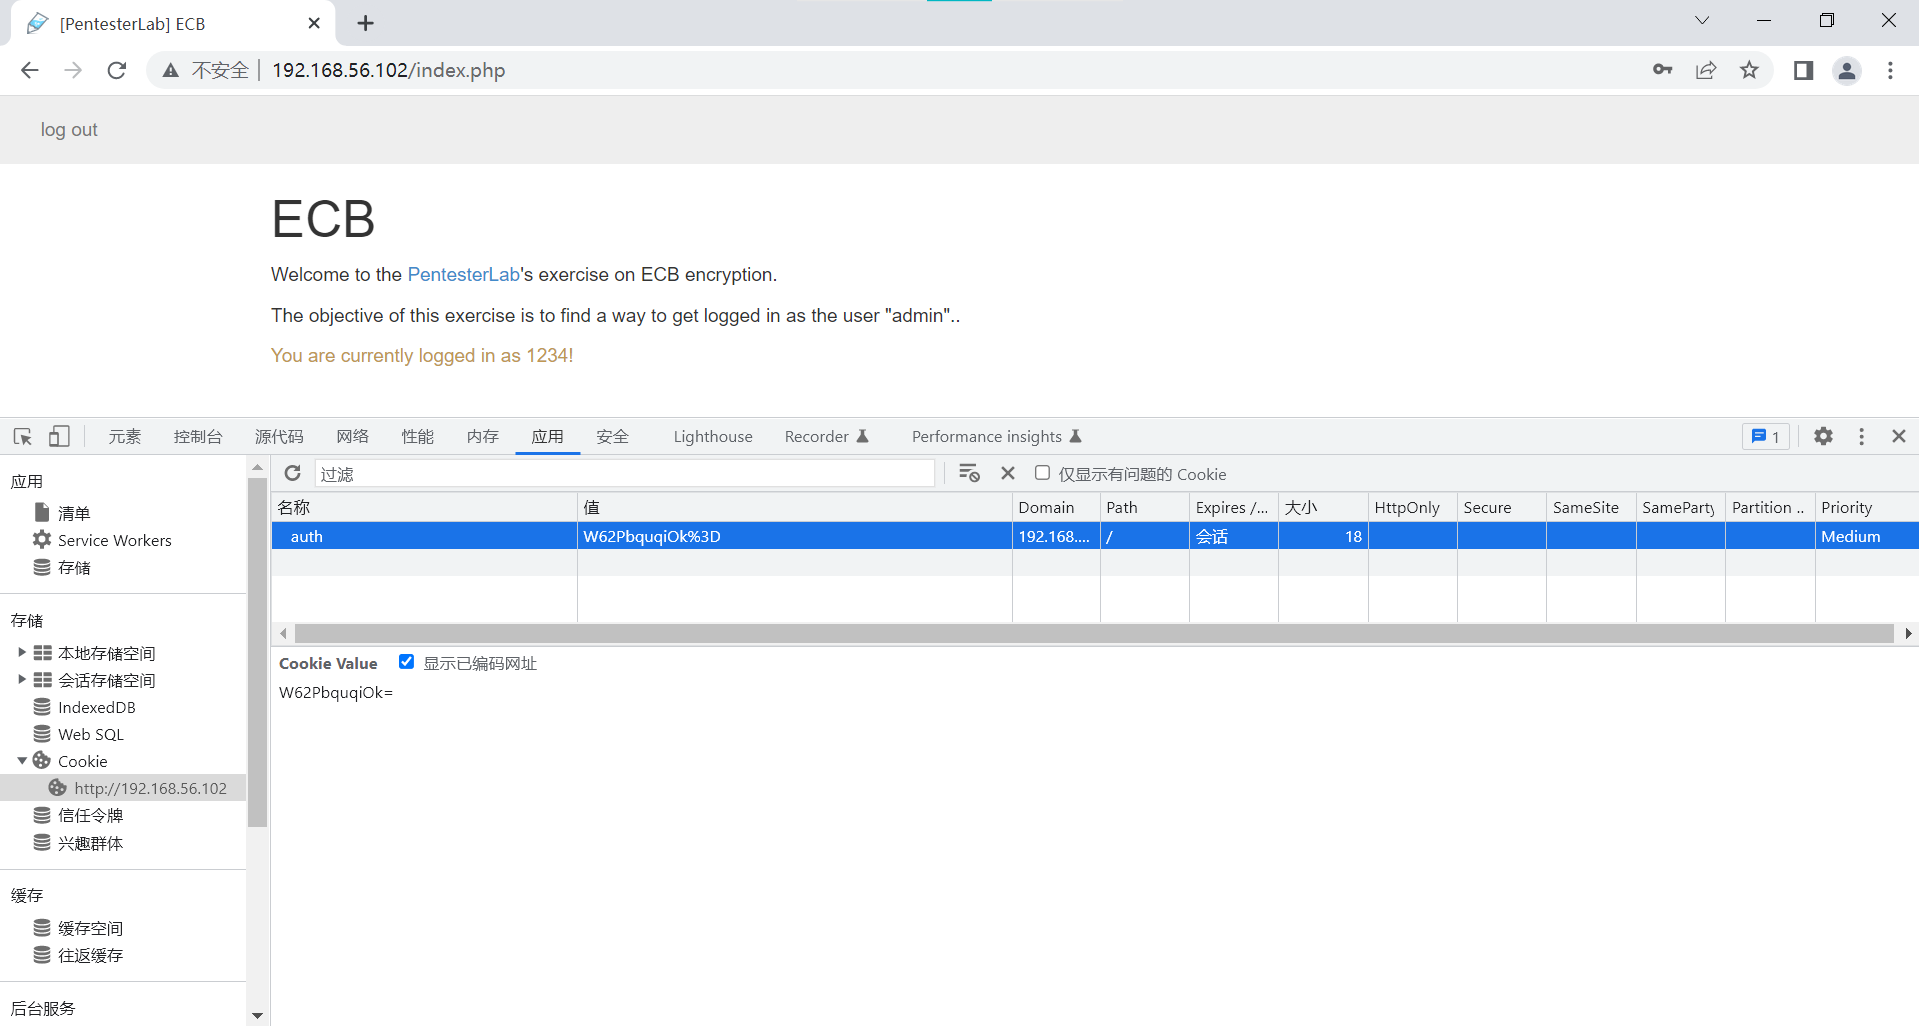 [PentesterLab] ECB
不安全 192.168.56.102/index.php
log out
ECB
Welcome to the PentesterLab's exercise on ECB encryption.
The objective of this exercise is to find a way to get logged in as the user "admin"..
You are currently logged in as 1234!
元素 控制台 源代码 网络 性能 内存 应用 安全 Lighthouse Recorder Performance insights 1
应用
清单
Service Workers
存储
存储
本地存储空间
会话存储空间
IndexedDB
Web SQL
Cookie
http://192.168.56.102
信任令牌
兴趣群体
缓存
缓存空间
往返缓存
后台服务
过滤 仅显示有问题的 Cookie
名称 值 Domain Path Expires /... 大小 HttpOnly Secure SameSite SameParty Partition .. Priority
auth W62PbquqiOk%3D 192.168.... / 会话 18 Medium
Cookie Value 显示已编码网址
W62PbquqiOk=